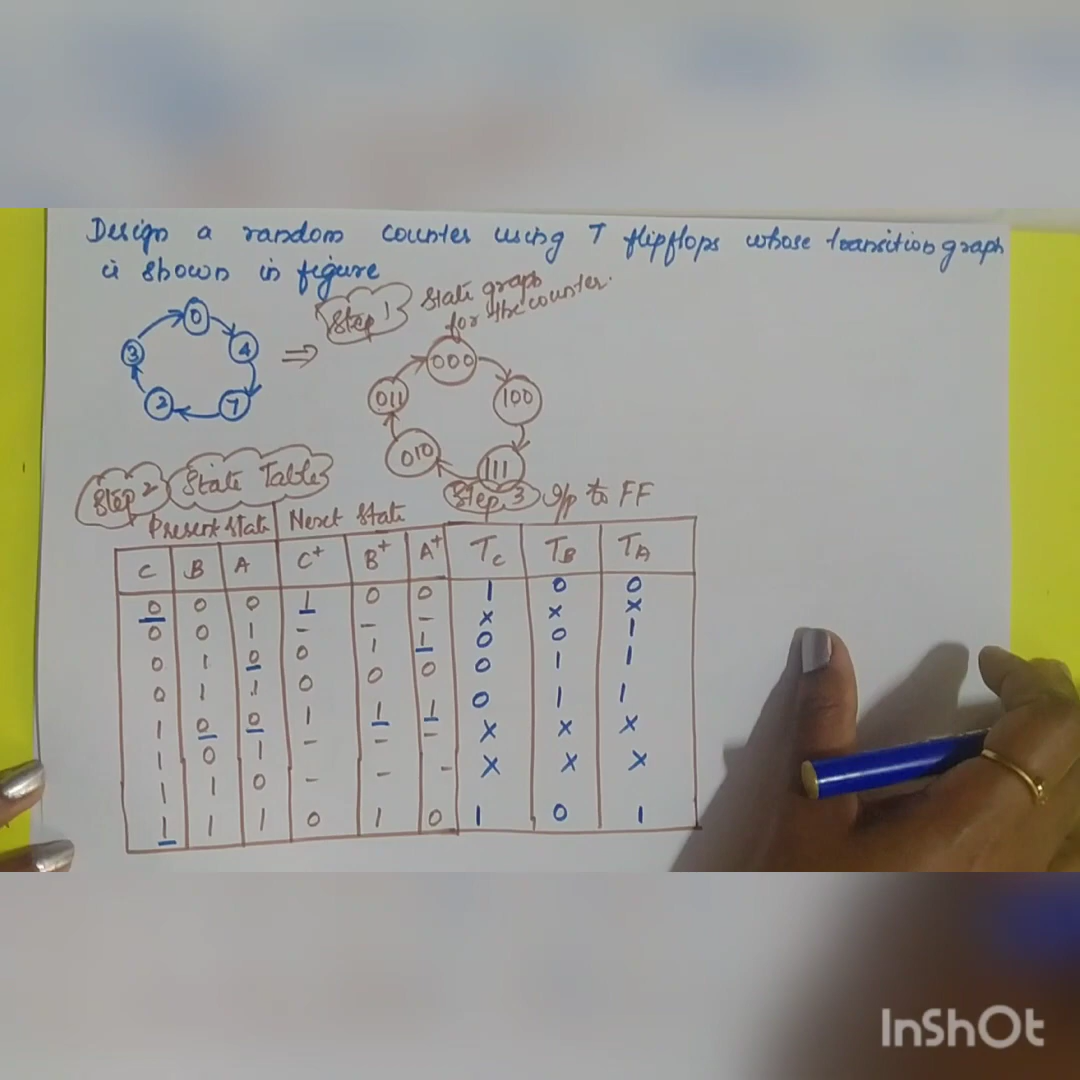 Design a random counter using T flipflops whose transition graph
is shown in figure
Step 1 State graph
for the counter.
0
3 4
2 7
⇒
000
011 100
010 111
Step 2 State Table
Step 3 I/p to FF
Present state Next state
C B A C+ B+ A+ TC TB TA
0 0 0 1 0 0 1 0 0
0 0 1 - - - x x x
0 1 0 0 1 1 0 0 1
0 1 1 0 0 0 0 1 1
1 0 0 1 1 1 0 1 1
1 0 1 - - - x x x
1 1 0 - - - x x x
1 1 1 0 1 0 1 0 1
InShOt